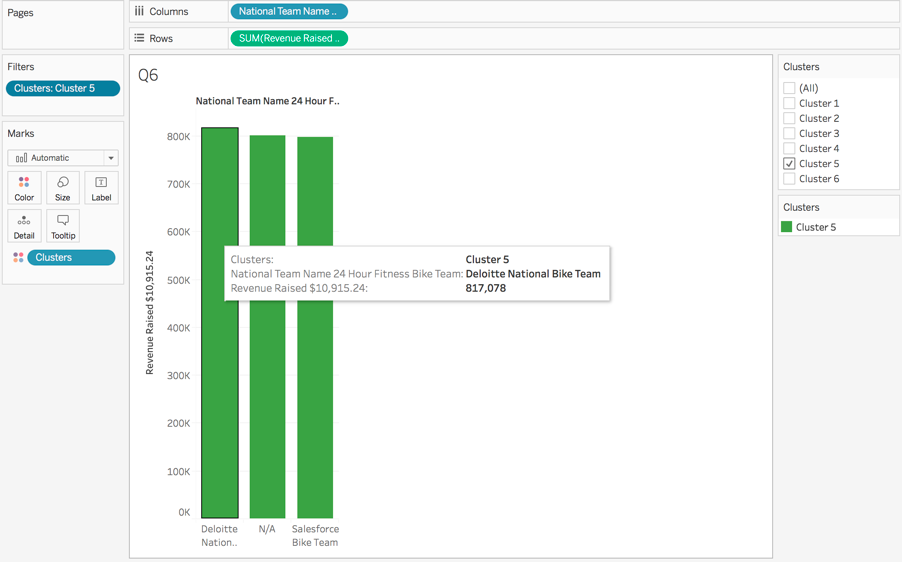 Pages
Columns
National Team Name ..
Rows
SUM(Revenue Raised ..
Filters
Clusters: Cluster 5
Marks
Automatic
Color
Size
Label
Detail
Tooltip
Clusters
Q6
National Team Name 24 Hour F..
Revenue Raised $10,915.24
800K
700K
600K
500K
400K
300K
200K
100K
0K
Deloitte
Nation..
N/A
Salesforce
Bike Team
Clusters: Cluster 5
National Team Name 24 Hour Fitness Bike Team: Deloitte National Bike Team
Revenue Raised $10,915.24: 817,078
Clusters
(All)
Cluster 1
Cluster 2
Cluster 3
Cluster 4
Cluster 5
Cluster 6
Clusters
Cluster 5